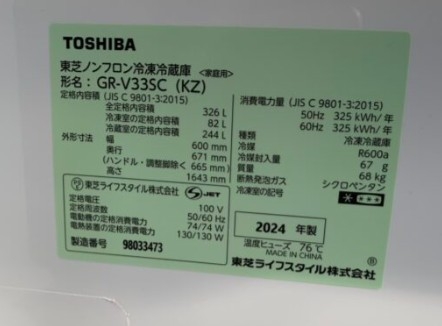 TOSHIBA
東芝ノンフロン冷凍冷蔵庫 <家庭用>
形名: GR-V33SC (KZ)
定格内容積 (JIS C 9801-3:2015)
全定格内容積 326 L
冷凍室の定格内容積 82 L
冷蔵室の定格内容積 244 L
外形寸法 幅 600 mm
奥行 671 mm
(ハンドル・調整脚除く 665 mm)
高さ 1643 mm
消費電力量 (JIS C 9801-3:2015)
50Hz 325 kWh/年
60Hz 325 kWh/年
種類 冷凍冷蔵庫
冷媒 R600a
冷媒封入量 67 g
質量 68 kg
断熱発泡ガス シクロペンタン
冷凍室の記号
東芝ライフスタイル株式会社 S JET
定格電圧 100 V
定格周波数 50/60 Hz
電動機の定格消費電力 74/74 W
電熱装置の定格消費電力 130/130 W
製造番号 98033473
2024 年製
温度ヒューズ 76℃
MADE IN CHINA
東芝ライフスタイル株式会社 ®